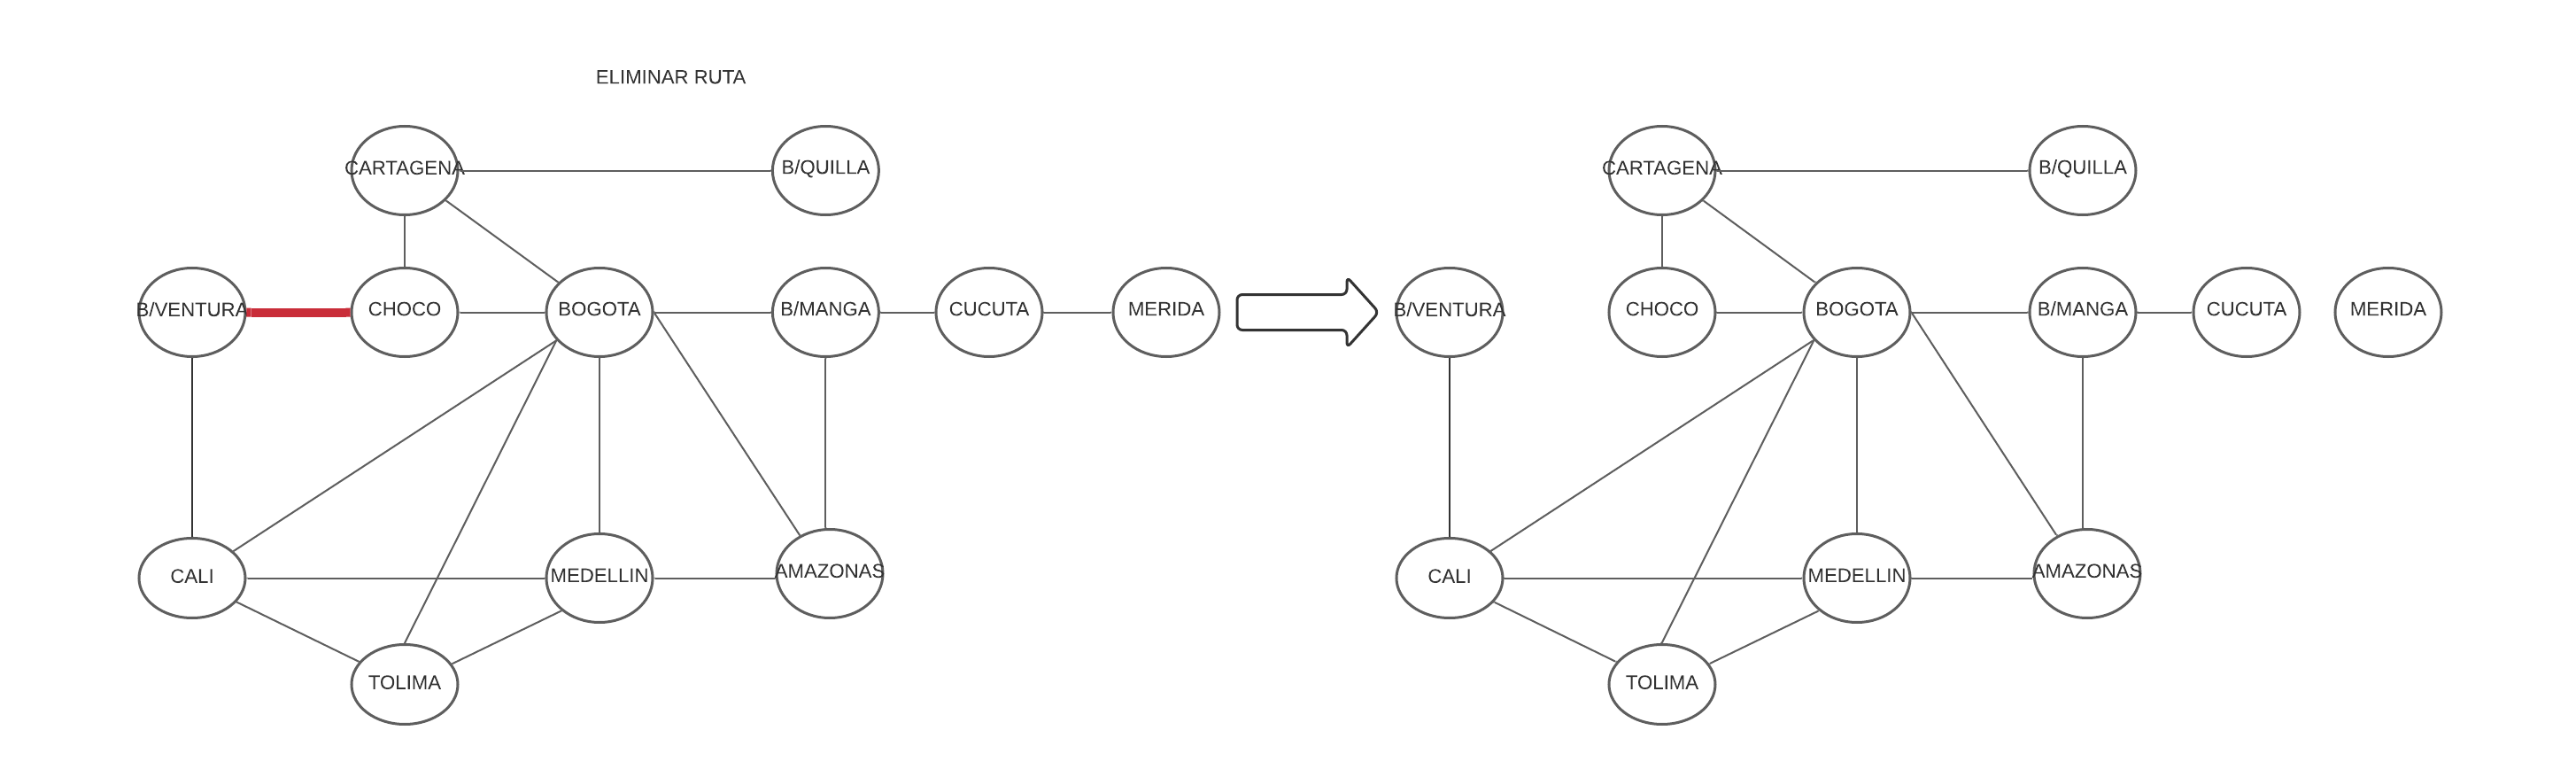 ELIMINAR RUTA
CARTAGENA
B/QUILLA
B/VENTURA
CHOCO
BOGOTA
B/MANGA
CUCUTA
MERIDA
CALI
MEDELLIN
AMAZONAS
TOLIMA
CARTAGENA
B/QUILLA
B/VENTURA
CHOCO
BOGOTA
B/MANGA
CUCUTA
MERIDA
CALI
MEDELLIN
AMAZONAS
TOLIMA